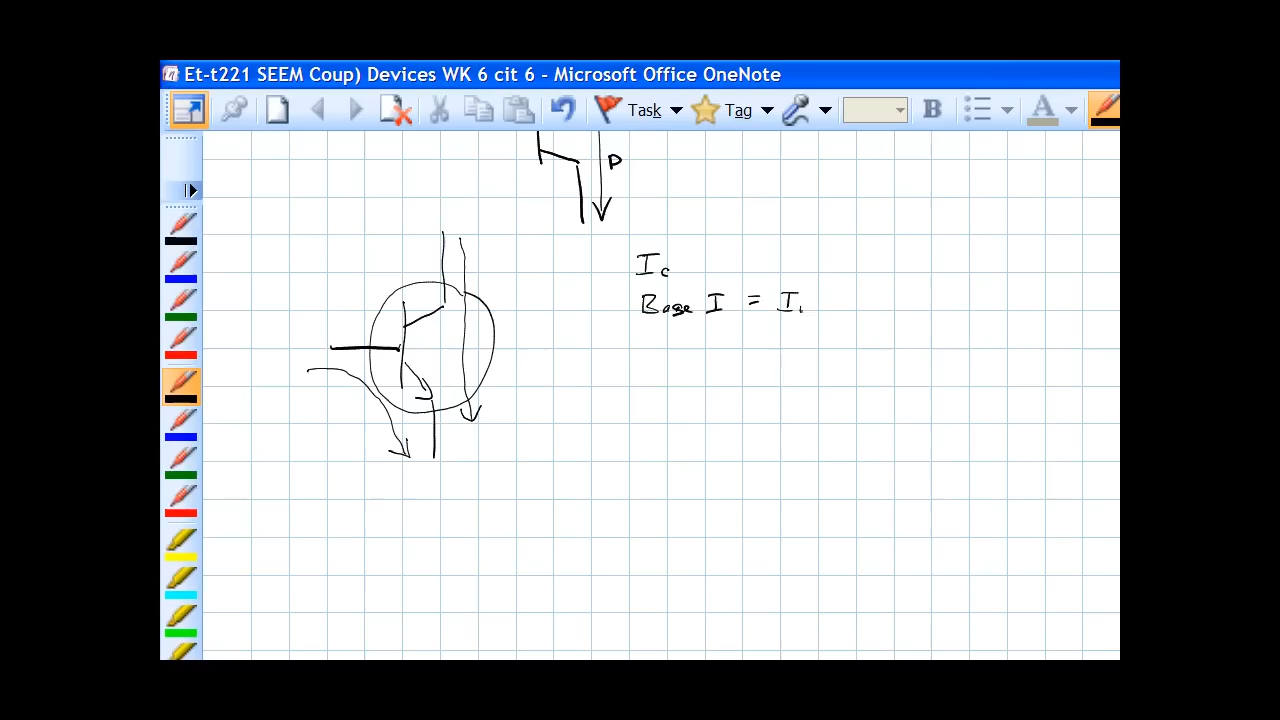 Et-t221 SEEM Coup) Devices WK 6 cit 6 - Microsoft Office OneNote
Task Tag B A
D
Ic
Base I = I